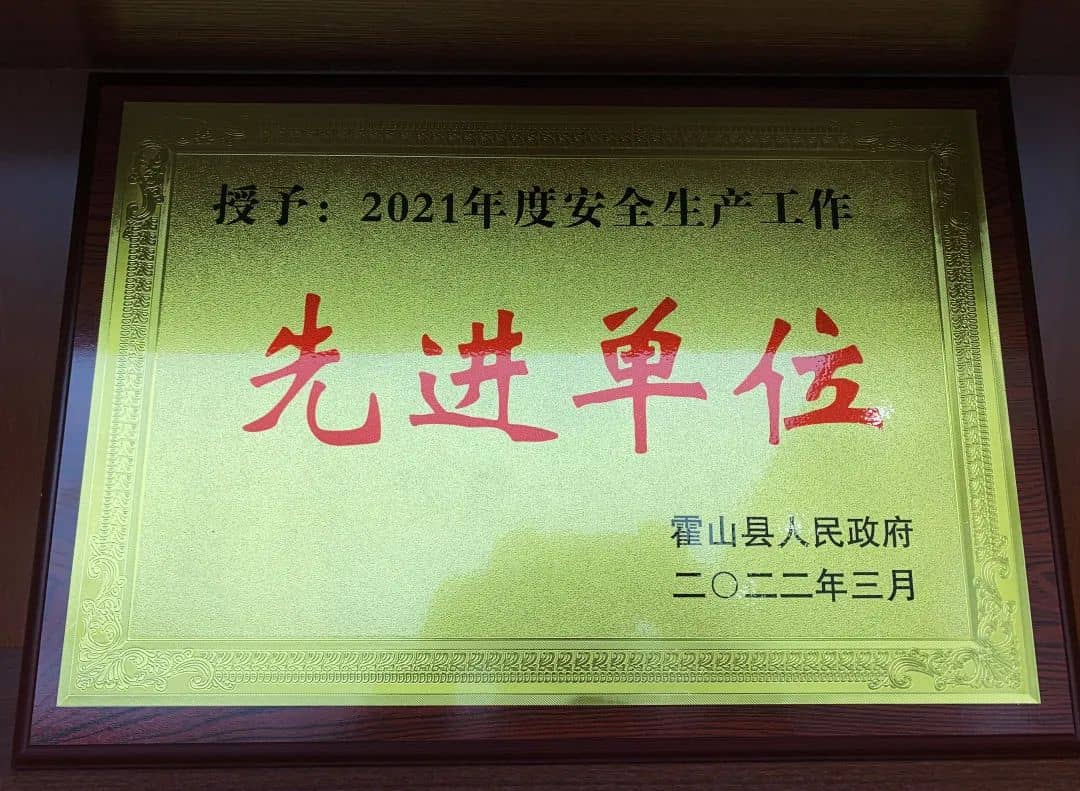 授予：2021年度安全生产工作
先进单位
霍山县人民政府
二〇二二年三月